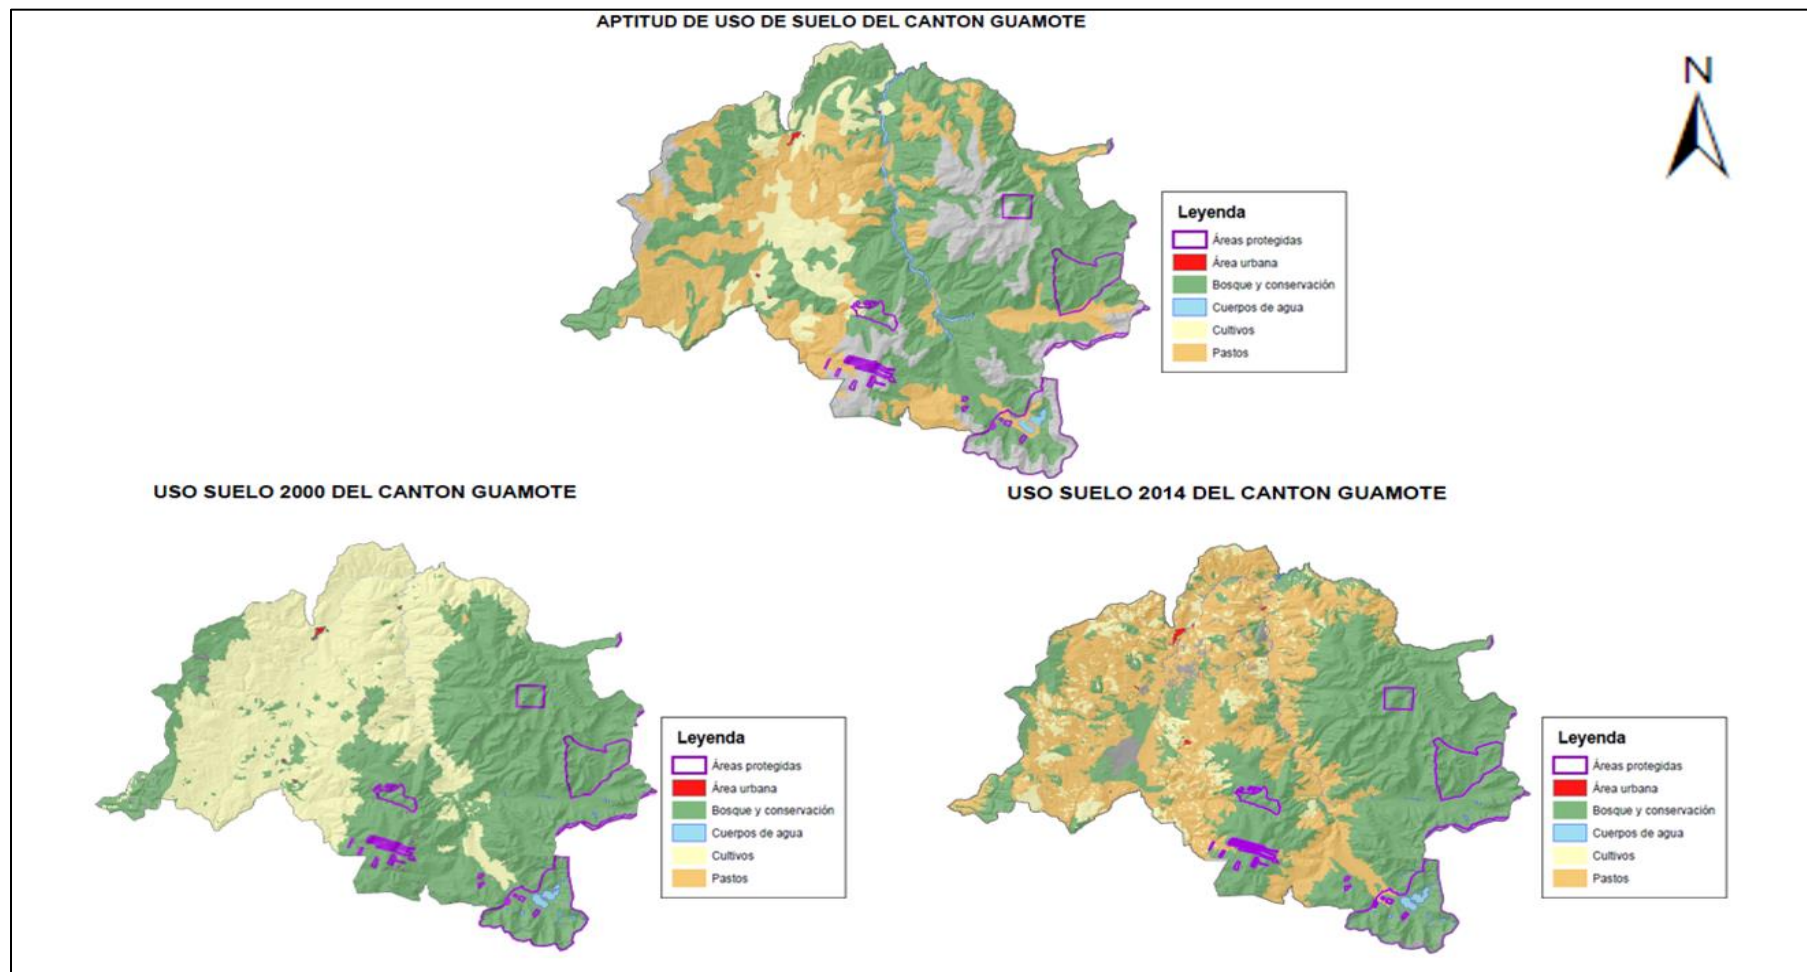 APTITUD DE USO DE SUELO DEL CANTON GUAMOTE
N
Leyenda
Áreas protegidas
Área urbana
Bosque y conservación
Cuerpos de agua
Cultivos
Pastos
USO SUELO 2000 DEL CANTON GUAMOTE
Leyenda
Áreas protegidas
Área urbana
Bosque y conservación
Cuerpos de agua
Cultivos
Pastos
USO SUELO 2014 DEL CANTON GUAMOTE
Leyenda
Áreas protegidas
Área urbana
Bosque y conservación
Cuerpos de agua
Cultivos
Pastos